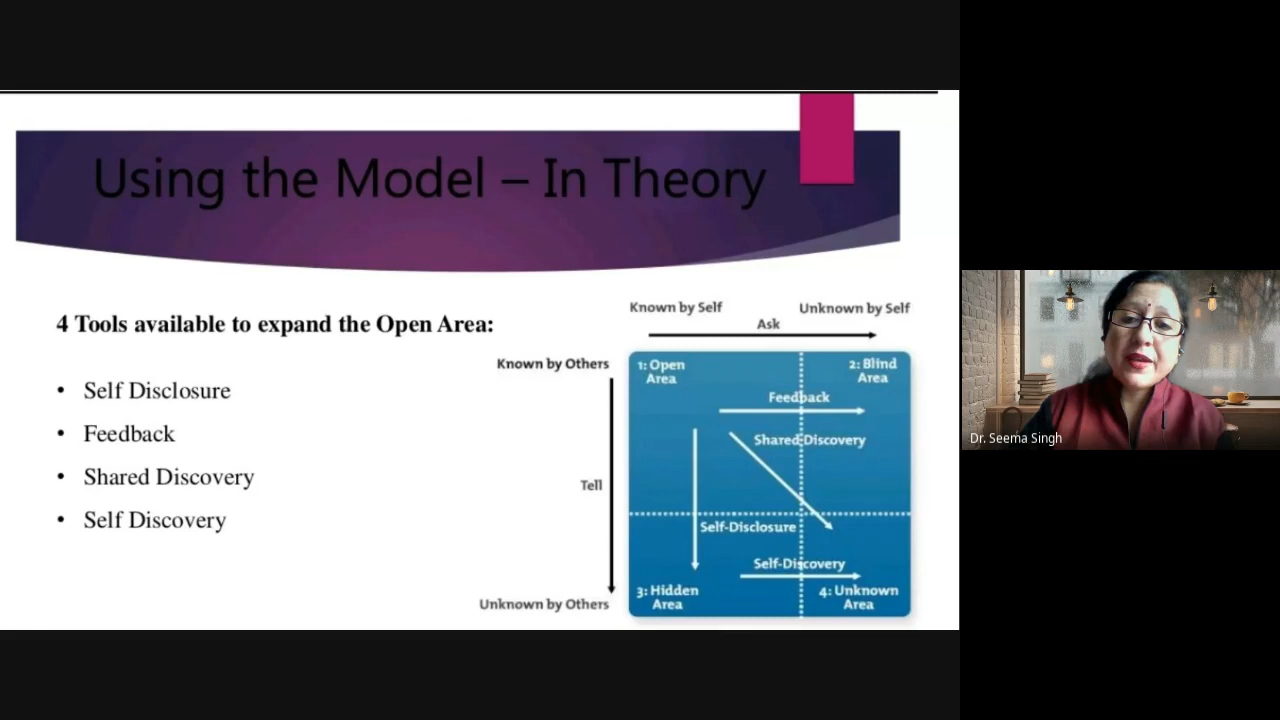 Using the Model – In Theory
4 Tools available to expand the Open Area:
• Self Disclosure
• Feedback
• Shared Discovery
• Self Discovery
Known by Self
Unknown by Self
Ask
Known by Others
Tell
Unknown by Others
1: Open
Area
2: Blind
Area
Feedback
Shared Discovery
Self-Disclosure
Self-Discovery
3: Hidden
Area
4: Unknown
Area
Dr. Seema Singh